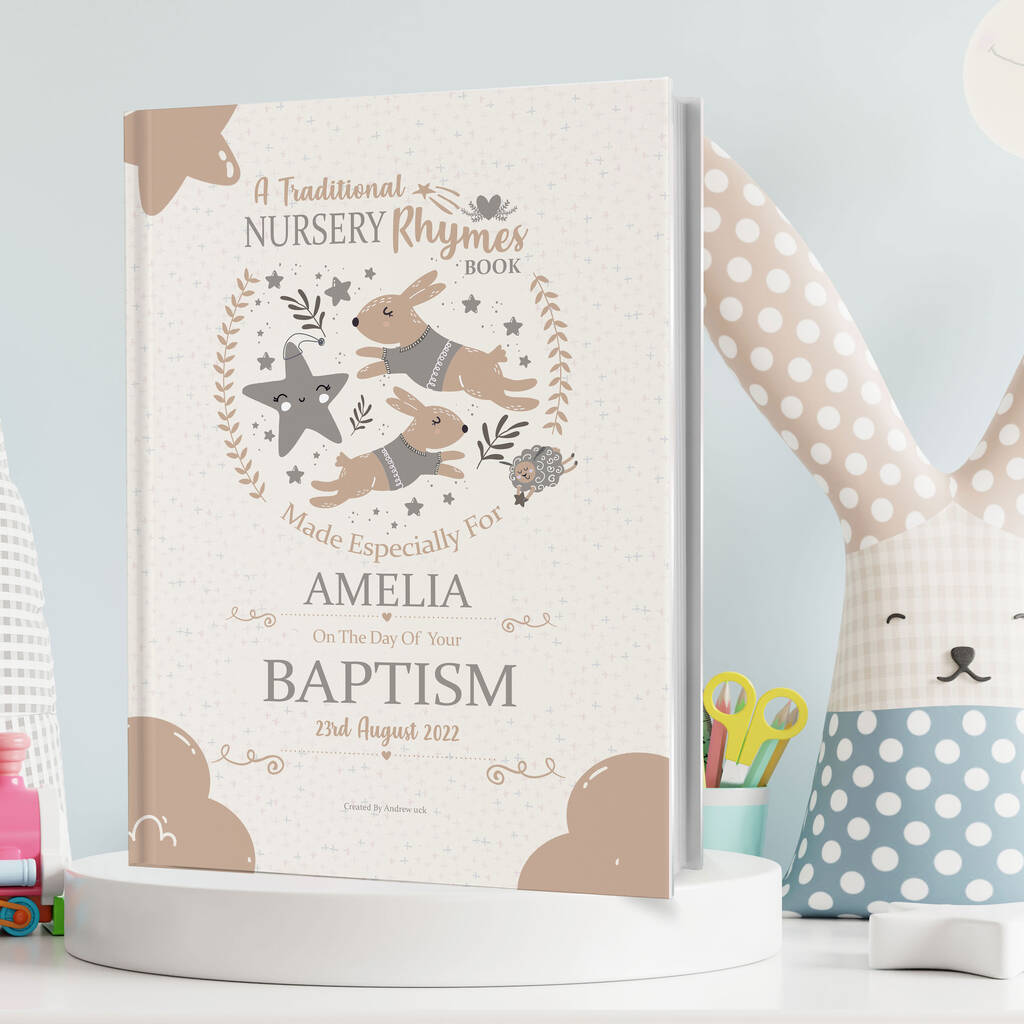 A Traditional
NURSERY Rhymes
BOOK
Made Especially For
AMELIA
On The Day Of Your
BAPTISM
23rd August 2022
Created By Andrew uck